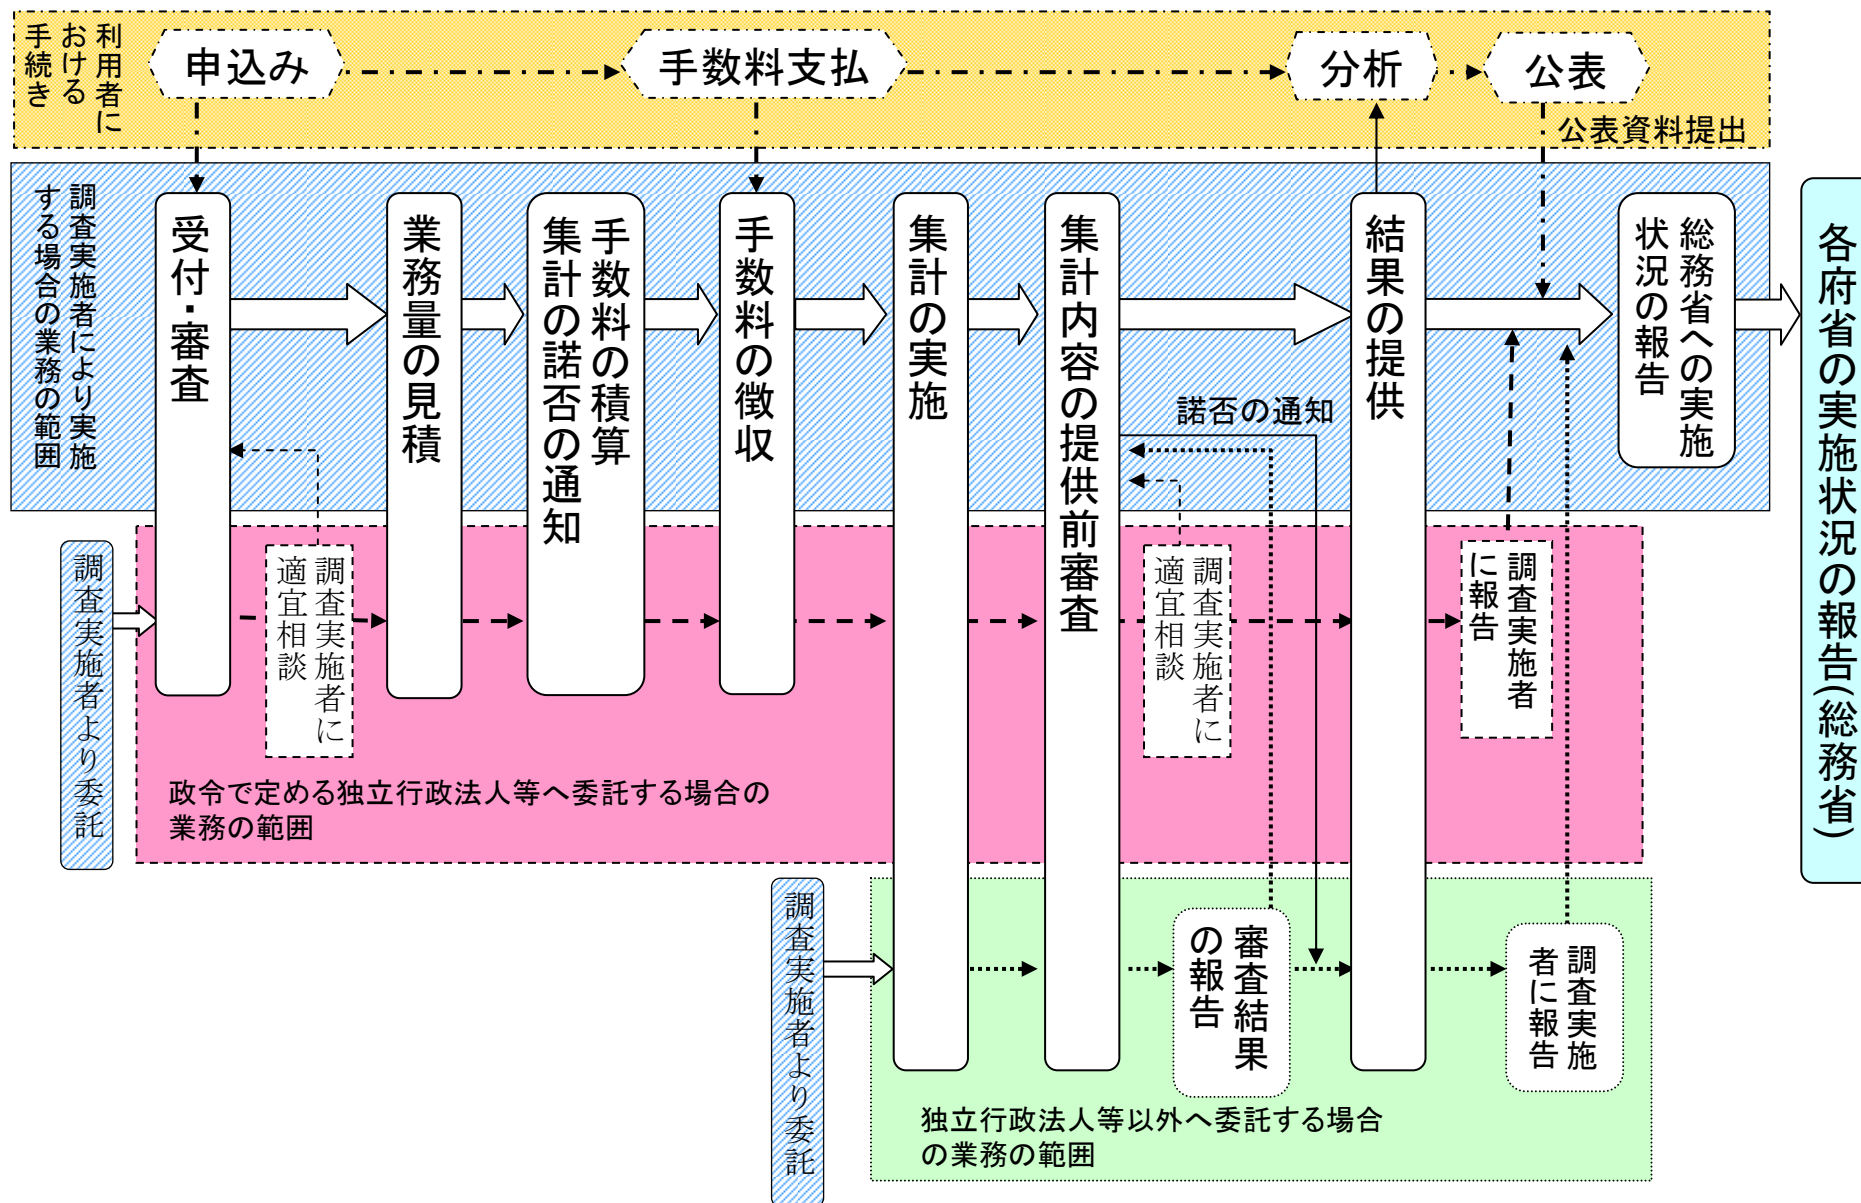 利用者に
おける
手続き
申込み
手数料支払
分析
公表
公表資料提出
調査実施者により実施
する場合の業務の範囲
受付・審査
業務量の見積
手数料の積算
集計の諾否の通知
手数料の徴収
集計の実施
集計内容の提供前審査
諾否の通知
結果の提供
総務省への実施
状況の報告
各府省の実施状況の報告(総務省)
調査実施者より委託
調査実施者に
適宜相談
調査実施者に
適宜相談
調査実施者
に報告
政令で定める独立行政法人等へ委託する場合の
業務の範囲
調査実施者より委託
審査結果
の報告
調査実施
者に報告
独立行政法人等以外へ委託する場合
の業務の範囲